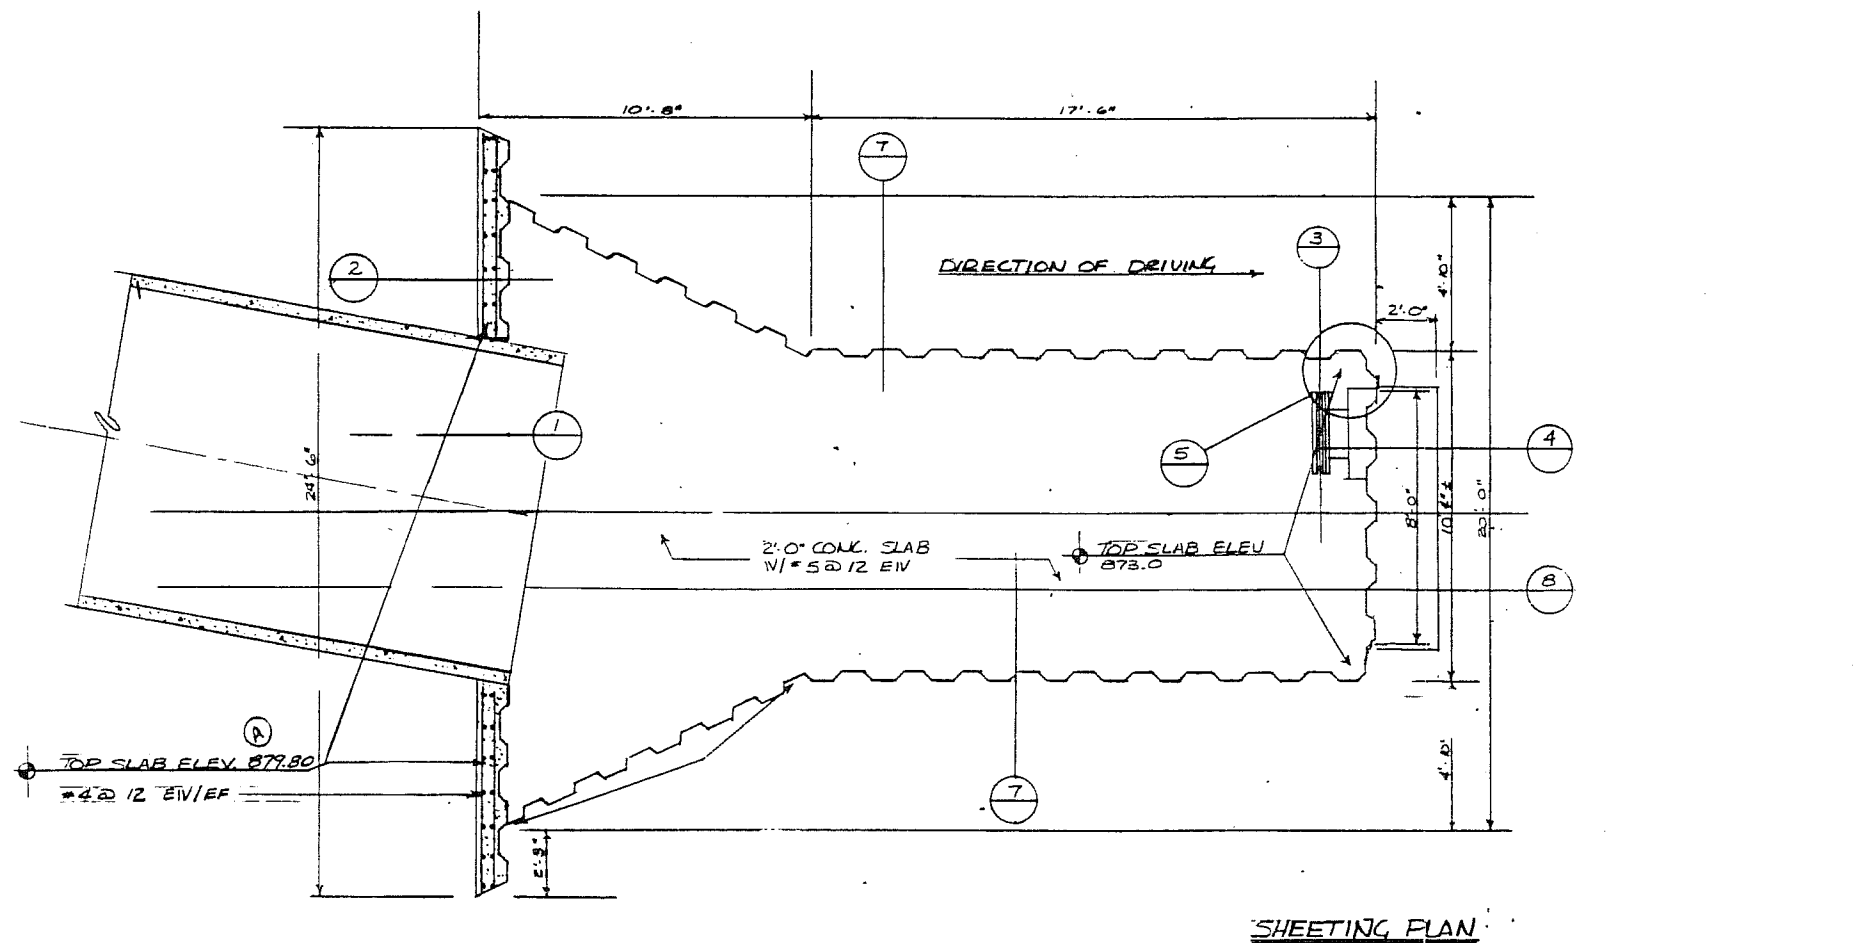 10'-8"
17'-6"
7
2
3
DIRECTION OF DRIVING
4'-10"
2'-0"
1
5
4
24'-6"
8'-0"
2'-0" CONC. SLAB
W/#5@12 EW
TOP SLAB ELEV
873.0
8
A
TOP SLAB ELEV. 879.80
#4@12 EW/EF
7
4'-10"
SHEETING PLAN